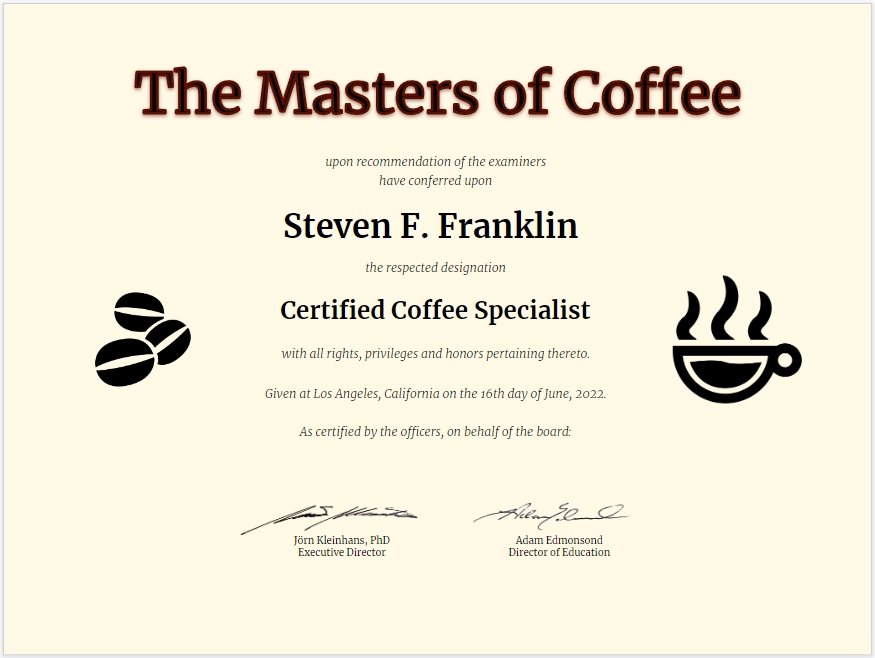 The Masters of Coffee
upon recommendation of the examiners
have conferred upon
Steven F. Franklin
the respected designation
Certified Coffee Specialist
with all rights, privileges and honors pertaining thereto.
Given at Los Angeles, California on the 16th day of June, 2022.
As certified by the officers, on behalf of the board:
Jörn Kleinhans, PhD
Executive Director
Adam Edmonsond
Director of Education